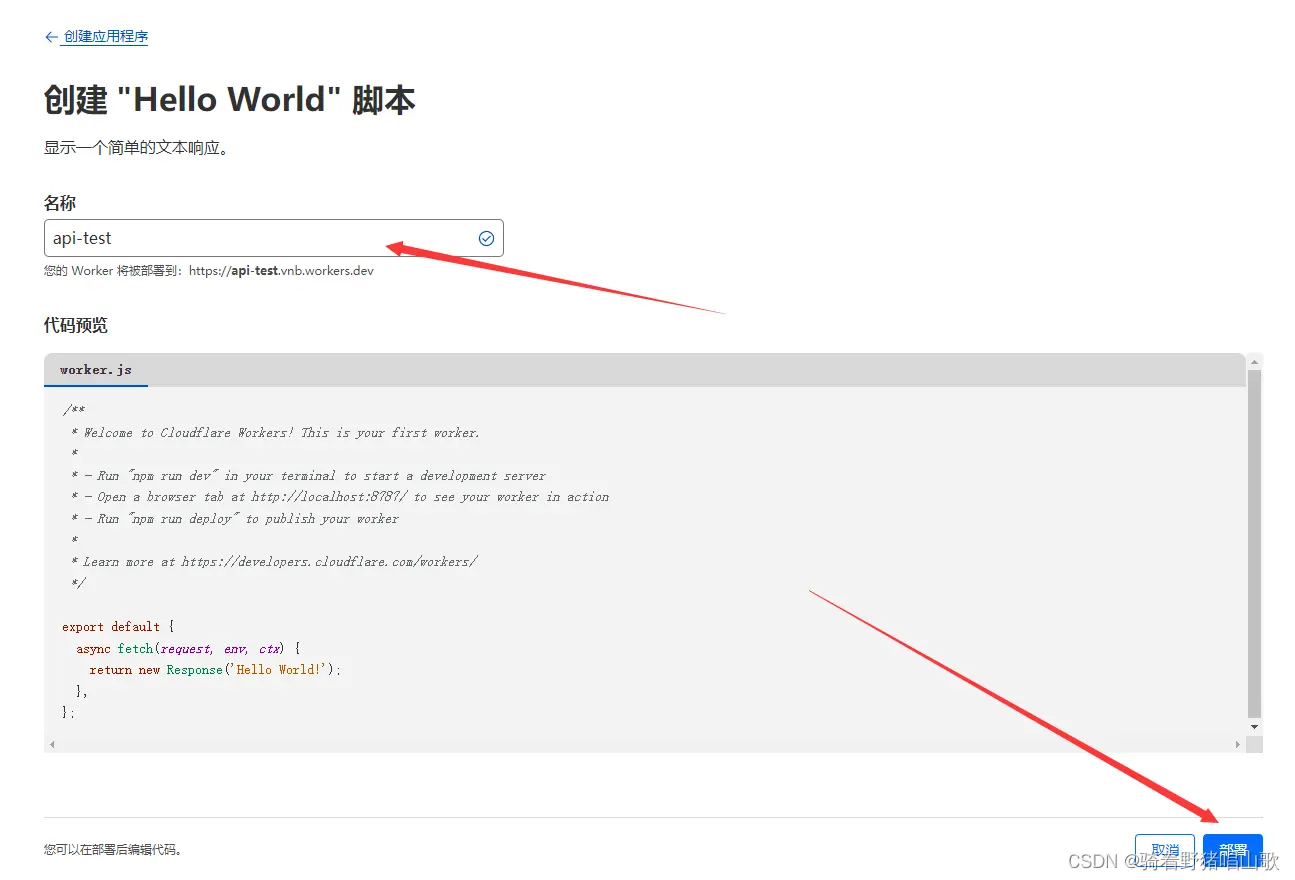 ← 创建应用程序
创建 "Hello World" 脚本
显示一个简单的文本响应。
名称
api-test
您的 Worker 将被部署到：https://api-test.vnb.workers.dev
代码预览
worker.js
/**
 * Welcome to Cloudflare Workers! This is your first worker.
 *
 * - Run "npm run dev" in your terminal to start a development server
 * - Open a browser tab at http://localhost:8787/ to see your worker in action
 * - Run "npm run deploy" to publish your worker
 *
 * Learn more at https://developers.cloudflare.com/workers/
 */
export default {
  async fetch(request, env, ctx) {
    return new Response('Hello World!');
  },
};
您可以在部署后编辑代码。
取消 部署
CSDN @骑着野猪唱山歌